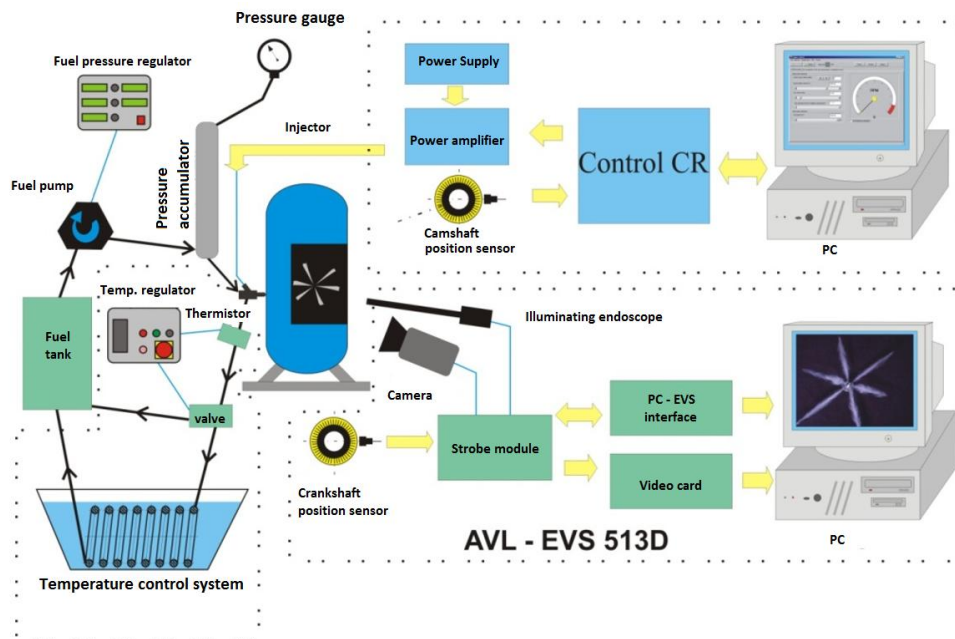 Pressure gauge
Fuel pressure regulator
Power Supply
Injector
Power amplifier
Control CR
Pressure
accumulator
Fuel pump
Camshaft
position sensor
PC
Temp. regulator
Thermistor
Illuminating endoscope
Fuel
tank
Camera
PC - EVS
interface
valve
Strobe module
Video card
Crankshaft
position sensor
AVL - EVS 513D
PC
Temperature control system